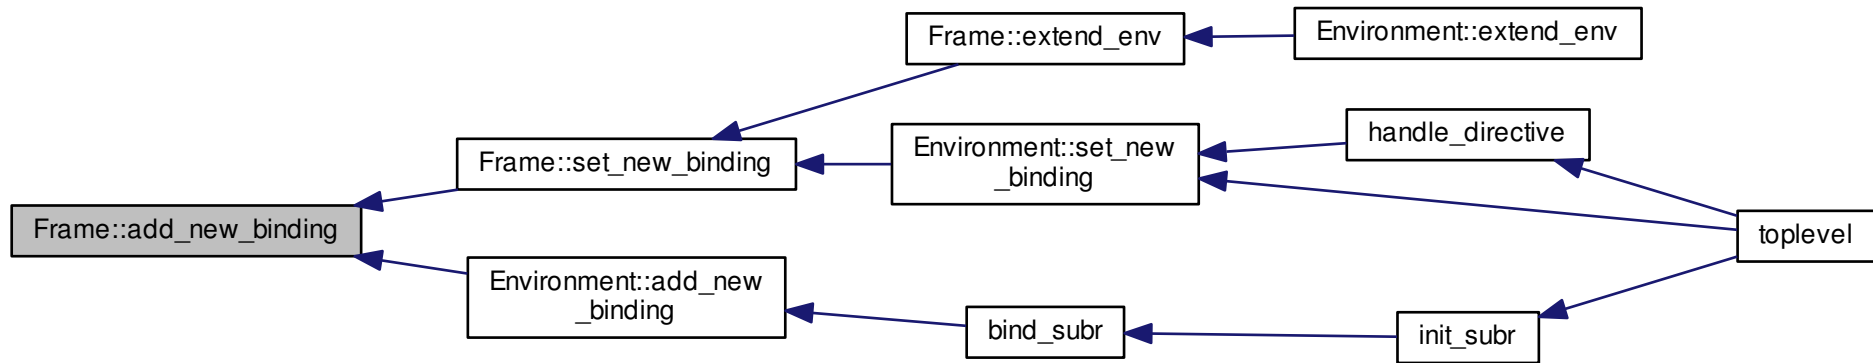 Frame::extend_env
Environment::extend_env
Frame::set_new_binding
Environment::set_new
_binding
handle_directive
Frame::add_new_binding
toplevel
Environment::add_new
_binding
bind_subr
init_subr